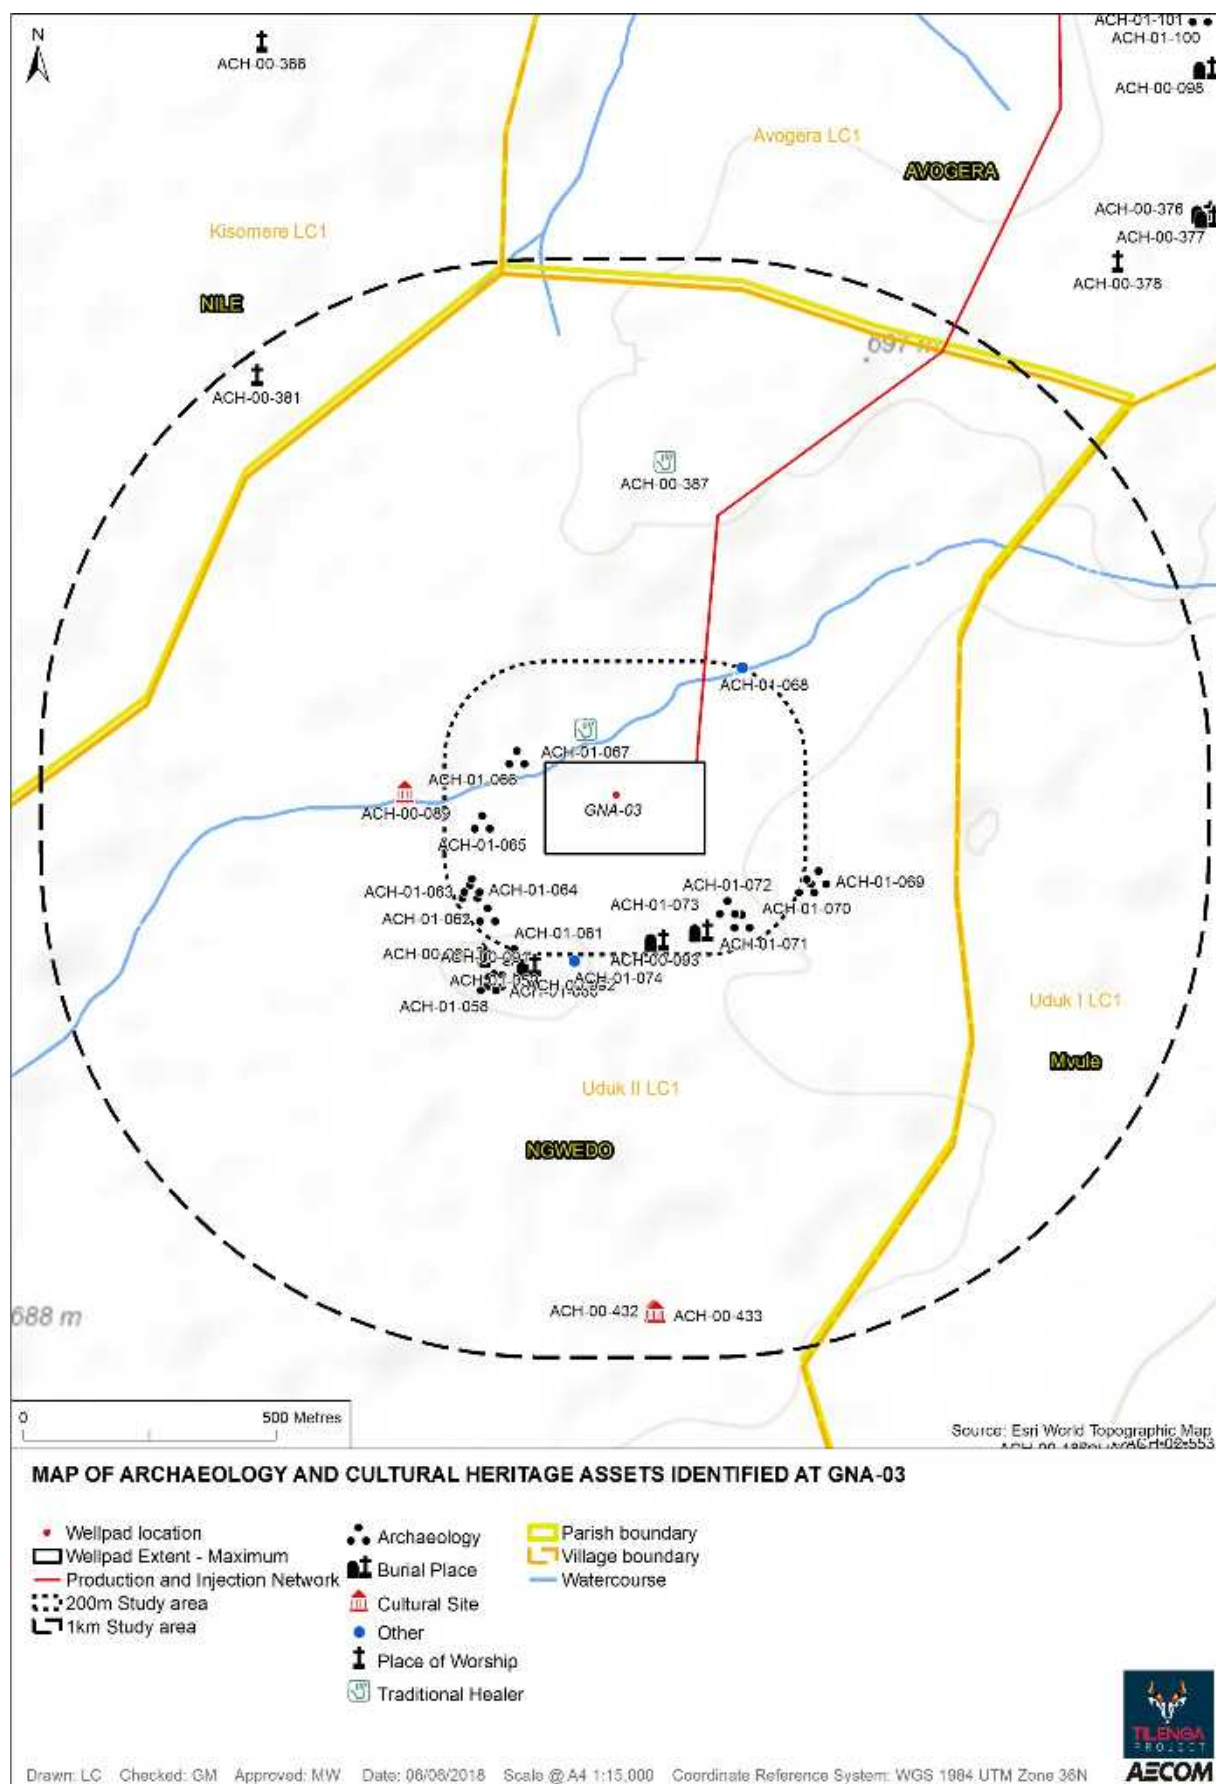 N
ACH-00-386
ACH-01-101
ACH-01-100
ACH-00-098
Avogera LC1
AVOGERA
ACH-00-376
ACH-00-377
ACH-00-378
Kisomere LC1
NILE
697 m
ACH-00-381
ACH-00-387
ACH-01-068
ACH-01-067
ACH-01-066
GNA-03
ACH-00-089
ACH-01-065
ACH-01-063
ACH-01-064
ACH-01-072
ACH-01-069
ACH-01-073
ACH-01-070
ACH-01-062
ACH-01-061
ACH-01-071
ACH-00-093
ACH-01-074
ACH-01-058
Uduk I LC1
Mvule
Uduk II LC1
NGWEDO
ACH-00-432
ACH-00-433
688 m
0
500 Metres
Source: Esri World Topographic Map
MAP OF ARCHAEOLOGY AND CULTURAL HERITAGE ASSETS IDENTIFIED AT GNA-03
Wellpad location
Wellpad Extent - Maximum
Production and Injection Network
200m Study area
1km Study area
Archaeology
Burial Place
Cultural Site
Other
Place of Worship
Traditional Healer
Parish boundary
Village boundary
Watercourse
TILENGA
PROJECT
AECOM
Drawn: LC Checked: GM Approved: MW Date: 06/06/2018 Scale @ A4 1:15,000 Coordinate Reference System: WGS 1984 UTM Zone 36N